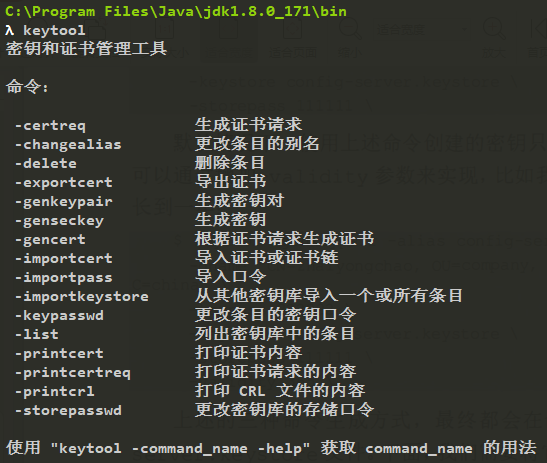 C:\Program Files\Java\jdk1.8.0_171\bin
λ keytool
密钥和证书管理工具
命令:
-certreq 生成证书请求
-changealias 更改条目的别名
-delete 删除条目
-exportcert 导出证书
-genkeypair 生成密钥对
-genseckey 生成密钥
-gencert 根据证书请求生成证书
-importcert 导入证书或证书链
-importpass 导入口令
-importkeystore 从其他密钥库导入一个或所有条目
-keypasswd 更改条目的密钥口令
-list 列出密钥库中的条目
-printcert 打印证书内容
-printcertreq 打印证书请求的内容
-printcrl 打印 CRL 文件的内容
-storepasswd 更改密钥库的存储口令
使用 "keytool -command_name -help" 获取 command_name 的用法